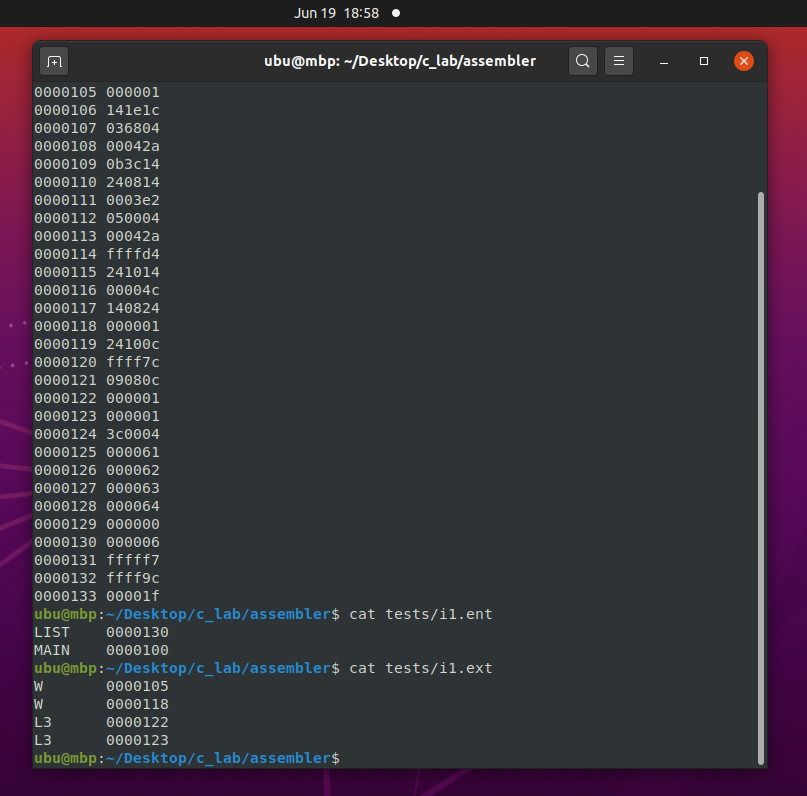 Jun 19 18:58
ubu@mbp: ~/Desktop/c_lab/assembler
0000105 000001
0000106 141e1c
0000107 036804
0000108 00042a
0000109 0b3c14
0000110 240814
0000111 0003e2
0000112 050004
0000113 00042a
0000114 ffffd4
0000115 241014
0000116 00004c
0000117 140824
0000118 000001
0000119 24100c
0000120 ffff7c
0000121 09080c
0000122 000001
0000123 000001
0000124 3c0004
0000125 000061
0000126 000062
0000127 000063
0000128 000064
0000129 000000
0000130 000006
0000131 fffff7
0000132 ffff9c
0000133 00001f
ubu@mbp:~/Desktop/c_lab/assembler$ cat tests/i1.ent
LIST    0000130
MAIN    0000100
ubu@mbp:~/Desktop/c_lab/assembler$ cat tests/i1.ext
W       0000105
W       0000118
L3      0000122
L3      0000123
ubu@mbp:~/Desktop/c_lab/assembler$